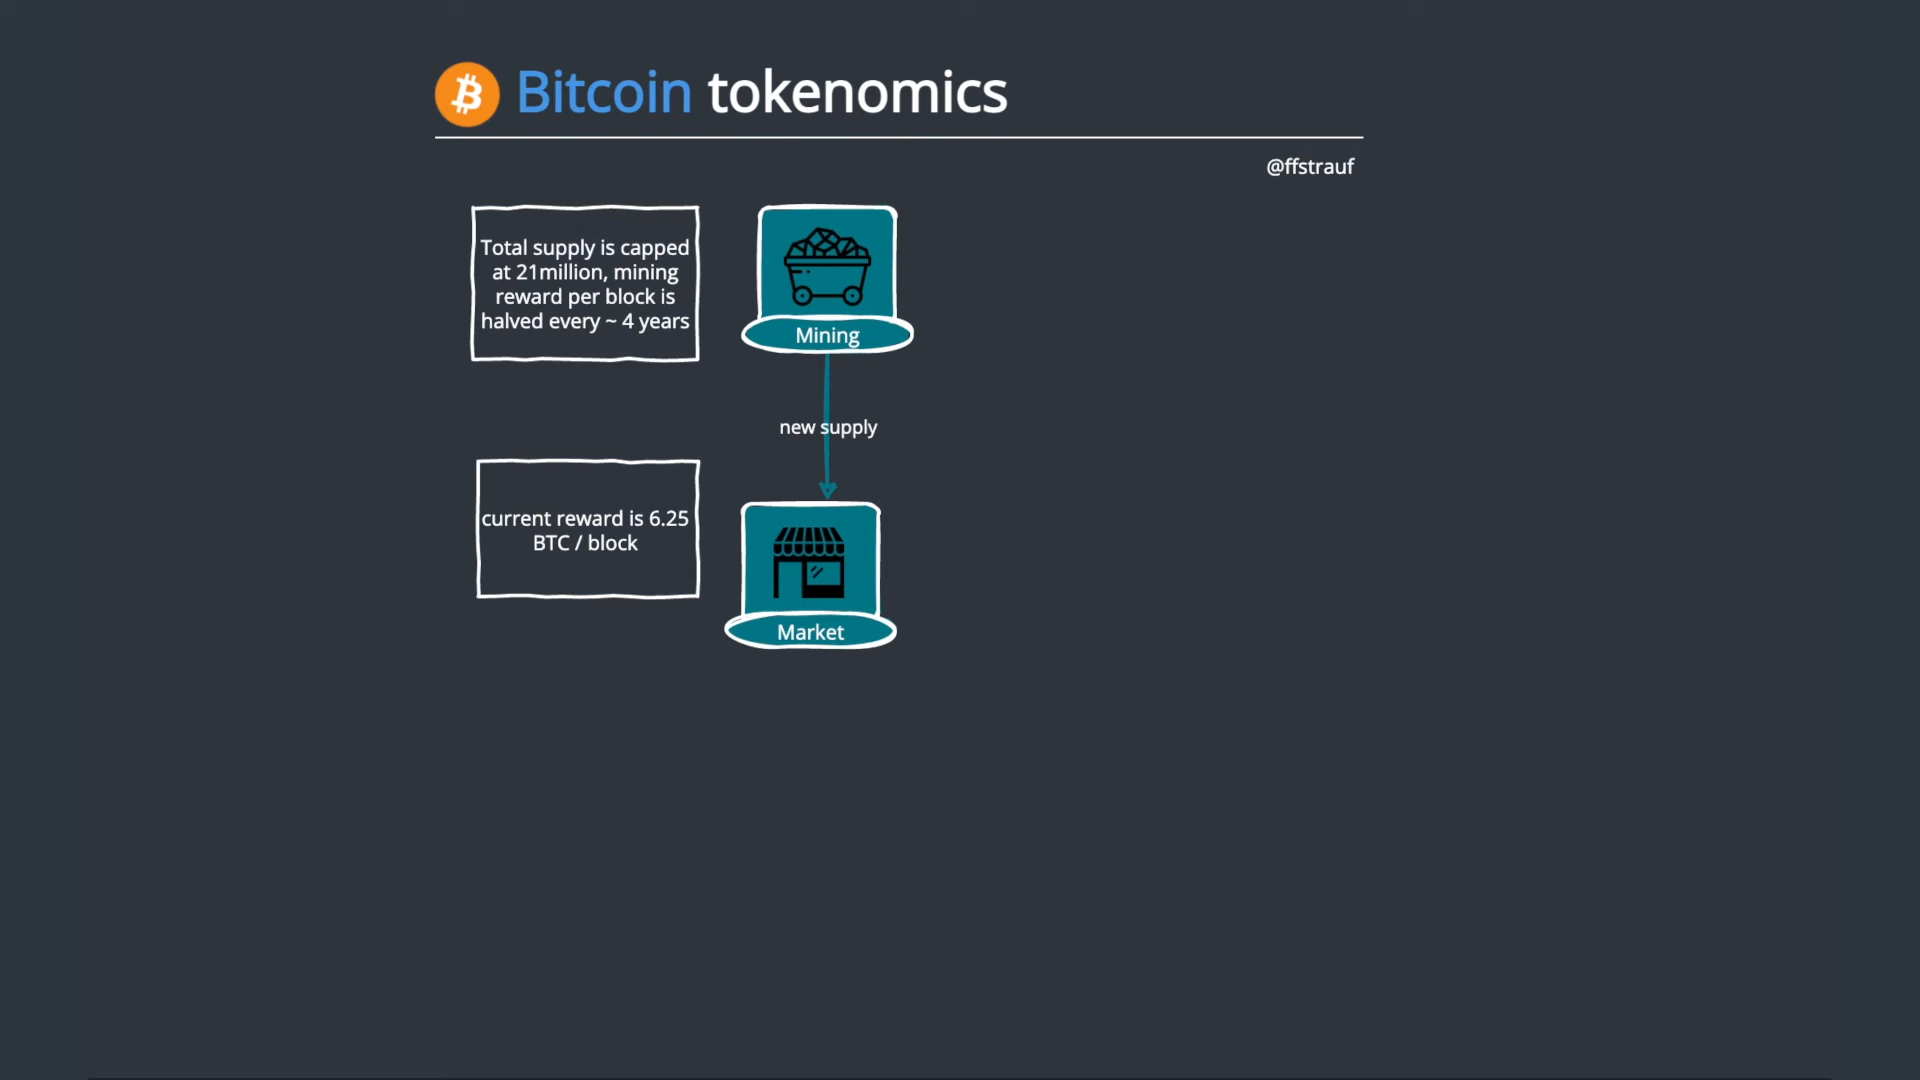 Bitcoin tokenomics
@ffstrauf
Total supply is capped
at 21million, mining
reward per block is
halved every ~ 4 years
Mining
new supply
current reward is 6.25
BTC / block
Market